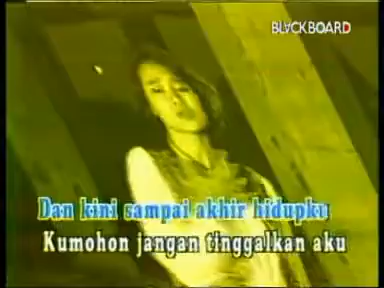 BLACKBOARD
Dan kini sampai akhir hidupku
Kumohon jangan tinggalkan aku